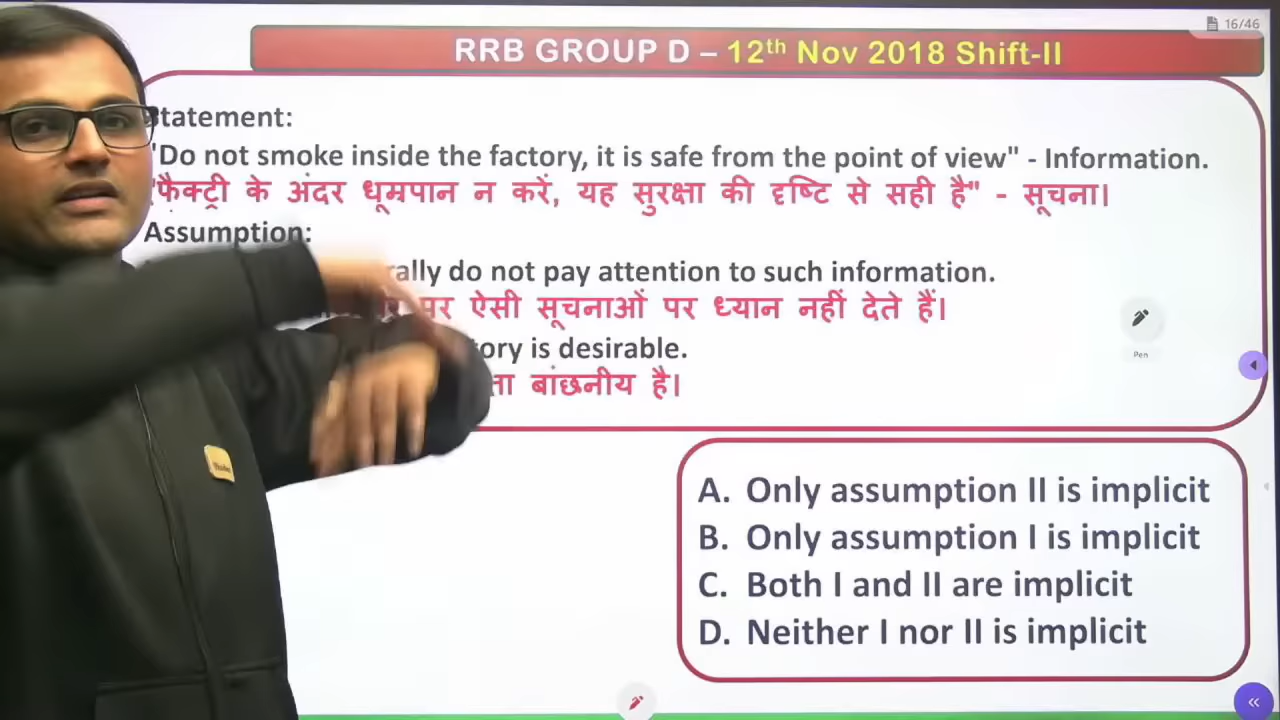 16/46
RRB GROUP D – 12th Nov 2018 Shift-II
tatement:
"Do not smoke inside the factory, it is safe from the point of view" - Information.
"फैक्ट्री के अंदर धूम्रपान न करें, यह सुरक्षा की दृष्टि से सही है" - सूचना।
Assumption:
rally do not pay attention to such information.
पर ऐसी सूचनाओं पर ध्यान नहीं देते हैं।
Pen
tory is desirable.
ता बांछनीय है।
A. Only assumption II is implicit
B. Only assumption I is implicit
C. Both I and II are implicit
D. Neither I nor II is implicit